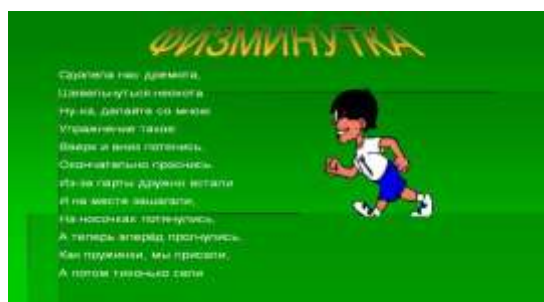 ФИЗМИНУТКА
Одолела нас дремота,
Шевельнуться неохота
Ну-ка, делайте со мною
Упражнение такое:
Вверх и вниз потянись,
Окончательно проснись.
Из-за парты дружно встали
И на месте зашагали,
На носочках потянулись,
А теперь вперёд прогнулись.
Как пружинки, мы присели,
А потом тихонько сели